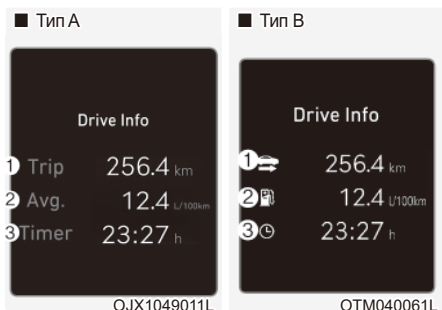 ■ Тип A
Drive Info
1 Trip 256.4 km
2 Avg. 12.4 L/100km
3 Timer 23:27 h
OJX1049011L
■ Тип B
Drive Info
1 256.4 km
2 12.4 L/100km
3 23:27 h
OTM040061L